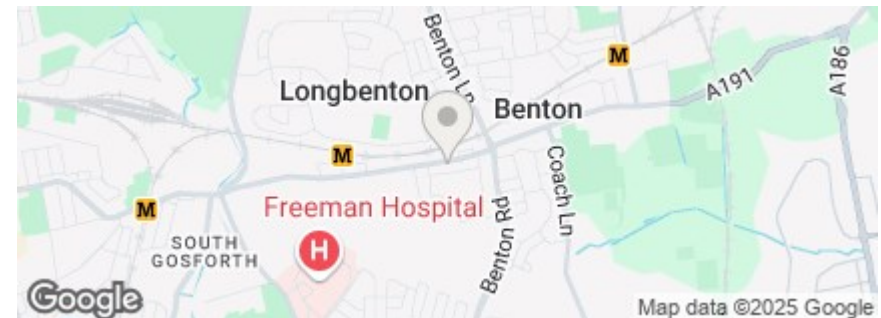 Benton Ln
M
A186
Longbenton
A191
Benton
M
Coach Ln
M
Freeman Hospital
Benton Rd
SOUTH
GOSFORTH
H
Google
Map data ©2025 Google